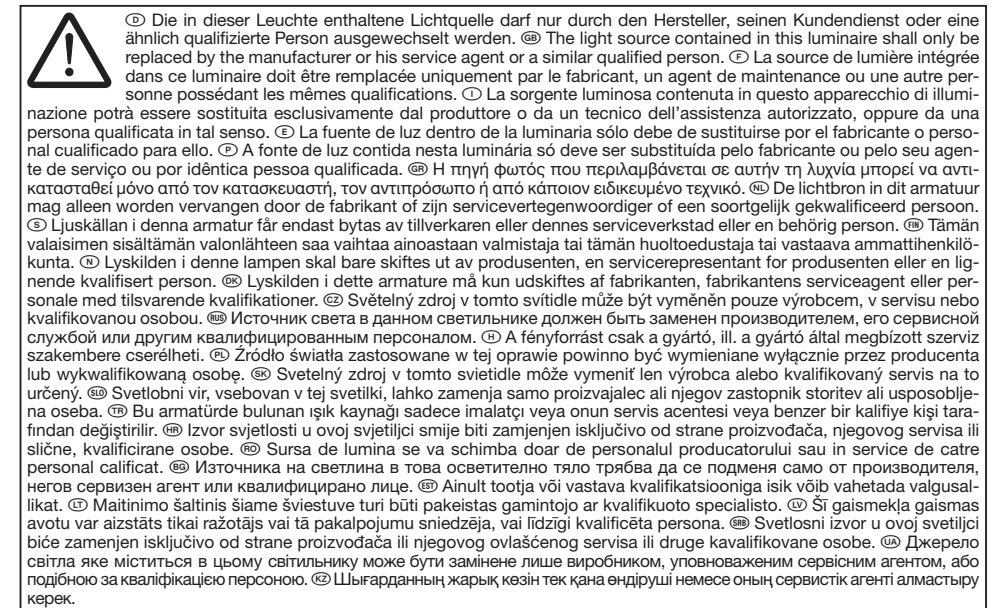 Ⓓ Die in dieser Leuchte enthaltene Lichtquelle darf nur durch den Hersteller, seinen Kundendienst oder eine
ähnlich qualifizierte Person ausgewechselt werden. GB The light source contained in this luminaire shall only be
replaced by the manufacturer or his service agent or a similar qualified person. Ⓕ La source de lumière intégrée
dans ce luminaire doit être remplacée uniquement par le fabricant, un agent de maintenance ou une autre per-
sonne possédant les mêmes qualifications. Ⓘ La sorgente luminosa contenuta in questo apparecchio di illumi-
nazione potrà essere sostituita esclusivamente dal produttore o da un tecnico dell'assistenza autorizzato, oppure da una
persona qualificata in tal senso. Ⓔ La fuente de luz dentro de la luminaria sólo debe de sustituirse por el fabricante o perso-
nal cualificado para ello. Ⓟ A fonte de luz contida nesta luminária só deve ser substituída pelo fabricante ou pelo seu agen-
te de serviço ou por idêntica pessoa qualificada. GR Η πηγή φωτός που περιλαμβάνεται σε αυτήν τη λυχνία μπορεί να αντι-
κατασταθεί μόνο από τον κατασκευαστή, τον αντιπρόσωπο ή από κάποιον ειδικευμένο τεχνικό. NL De lichtbron in dit armatuur
mag alleen worden vervangen door de fabrikant of zijn servicevertegenwoordiger of een soortgelijk gekwalificeerd persoon.
Ⓢ Ljuskällan i denna armatur får endast bytas av tillverkaren eller dennes serviceverkstad eller en behörig person. FIN Tämän
valaisimen sisältämän valonlähteen saa vaihtaa ainoastaan valmistaja tai tämän huoltoedustaja tai vastaava ammattihenkilö-
kunta. Ⓝ Lyskilden i denne lampen skal bare skiftes ut av produsenten, en servicerepresentant for produsenten eller en lig-
nende kvalifisert person. DK Lyskilden i dette armature må kun udskiftes af fabrikanten, fabrikantens serviceagent eller per-
sonale med tilsvarende kvalifikationer. CZ Světelný zdroj v tomto svítidle může být vyměněn pouze výrobcem, v servisu nebo
kvalifikovanou osobou. RUS Источник света в данном светильнике должен быть заменен производителем, его сервисной
службой или другим квалифицированным персоналом. Ⓗ A fényforrást csak a gyártó, ill. a gyártó által megbízott szerviz
szakembere cserélheti. PL Źródło światła zastosowane w tej oprawie powinno być wymieniane wyłącznie przez producenta
lub wykwalifikowaną osobę. SK Svetelný zdroj v tomto svietidle môže vymeniť len výrobca alebo kvalifikovaný servis na to
určený. SLO Svetlobni vir, vsebovan v tej svetilki, lahko zamenja samo proizvajalec ali njegov zastopnik storitev ali usposoblje-
na oseba. TR Bu armatürde bulunan ışık kaynağı sadece imalatçı veya onun servis acentesi veya benzer bir kalifiye kişi tara-
fından değiştirilir. HR Izvor svjetlosti u ovoj svjetiljci smije biti zamjenjen isključivo od strane proizvođača, njegovog servisa ili
slične, kvalificirane osobe. RO Sursa de lumina se va schimba doar de personalul producatorului sau in service de catre
personal calificat. BG Източника на светлина в това осветително тяло трябва да се подменя само от производителя,
негов сервизен агент или квалифицирано лице. EST Ainult tootja või vastava kvalifikatsiooniga isik võib vahetada valgusal-
likat. LT Maitinimo šaltinis šiame šviestuve turi būti pakeistas gamintojo ar kvalifikuoto specialisto. LV Šī gaismekļa gaismas
avotu var aizstāts tikai ražotājs vai tā pakalpojumu sniedzēja, vai līdzīgi kvalificēta persona. SRB Svetlosni izvor u ovoj svetiljci
biće zamenjen isključivo od strane proizvođača ili njegovog ovlašćenog servisa ili druge kavalifikovane osobe. UA Джерело
світла яке міститься в цьому світильнику може бути замінене лише виробником, уповноваженим сервісним агентом, або
подібною за кваліфікацією персоною. KZ Шығарданның жарық көзін тек қана өндіруші немесе оның сервистік агенті алмастыру
керек.